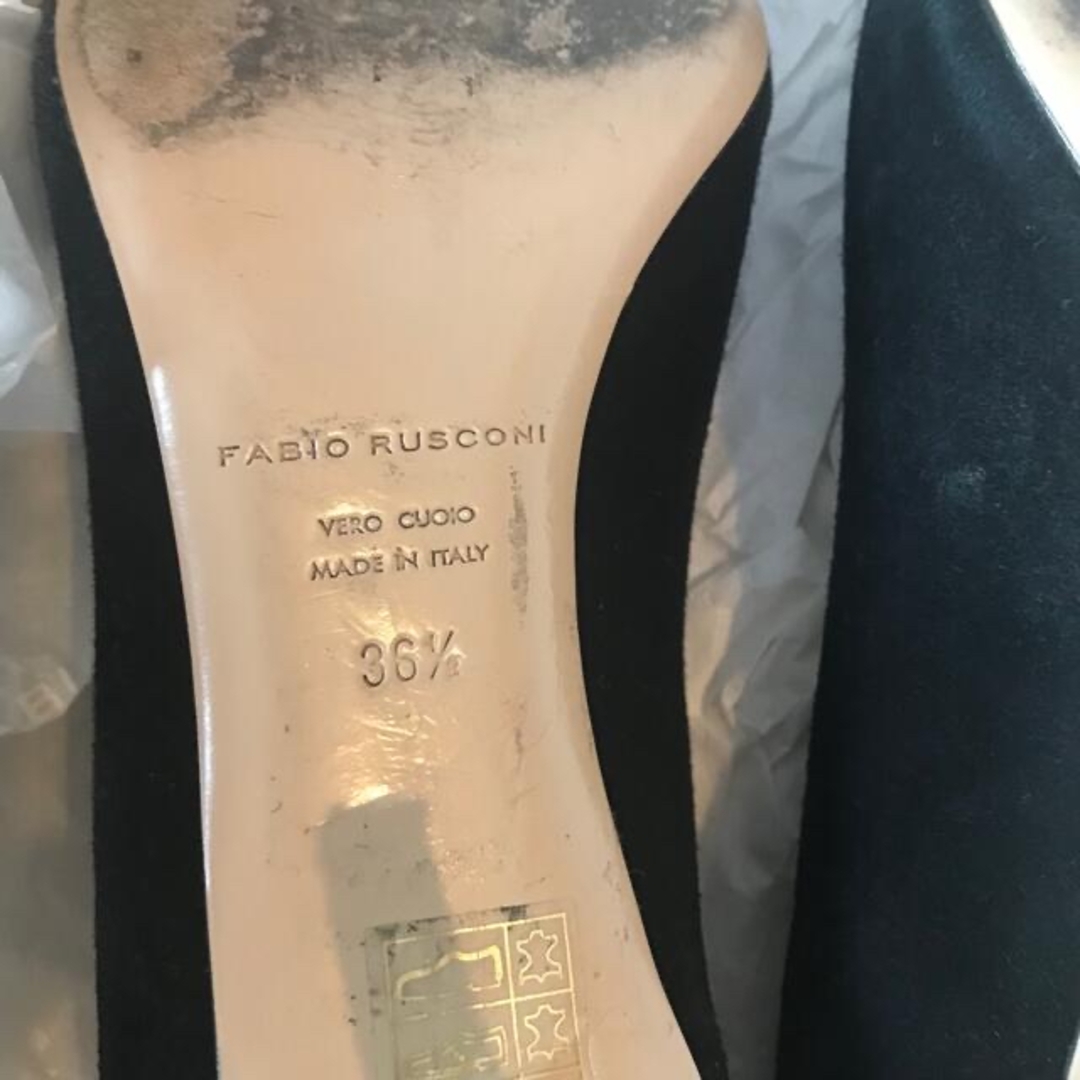 FABIO RUSCONI
VERO CUOIO
MADE IN ITALY
36½